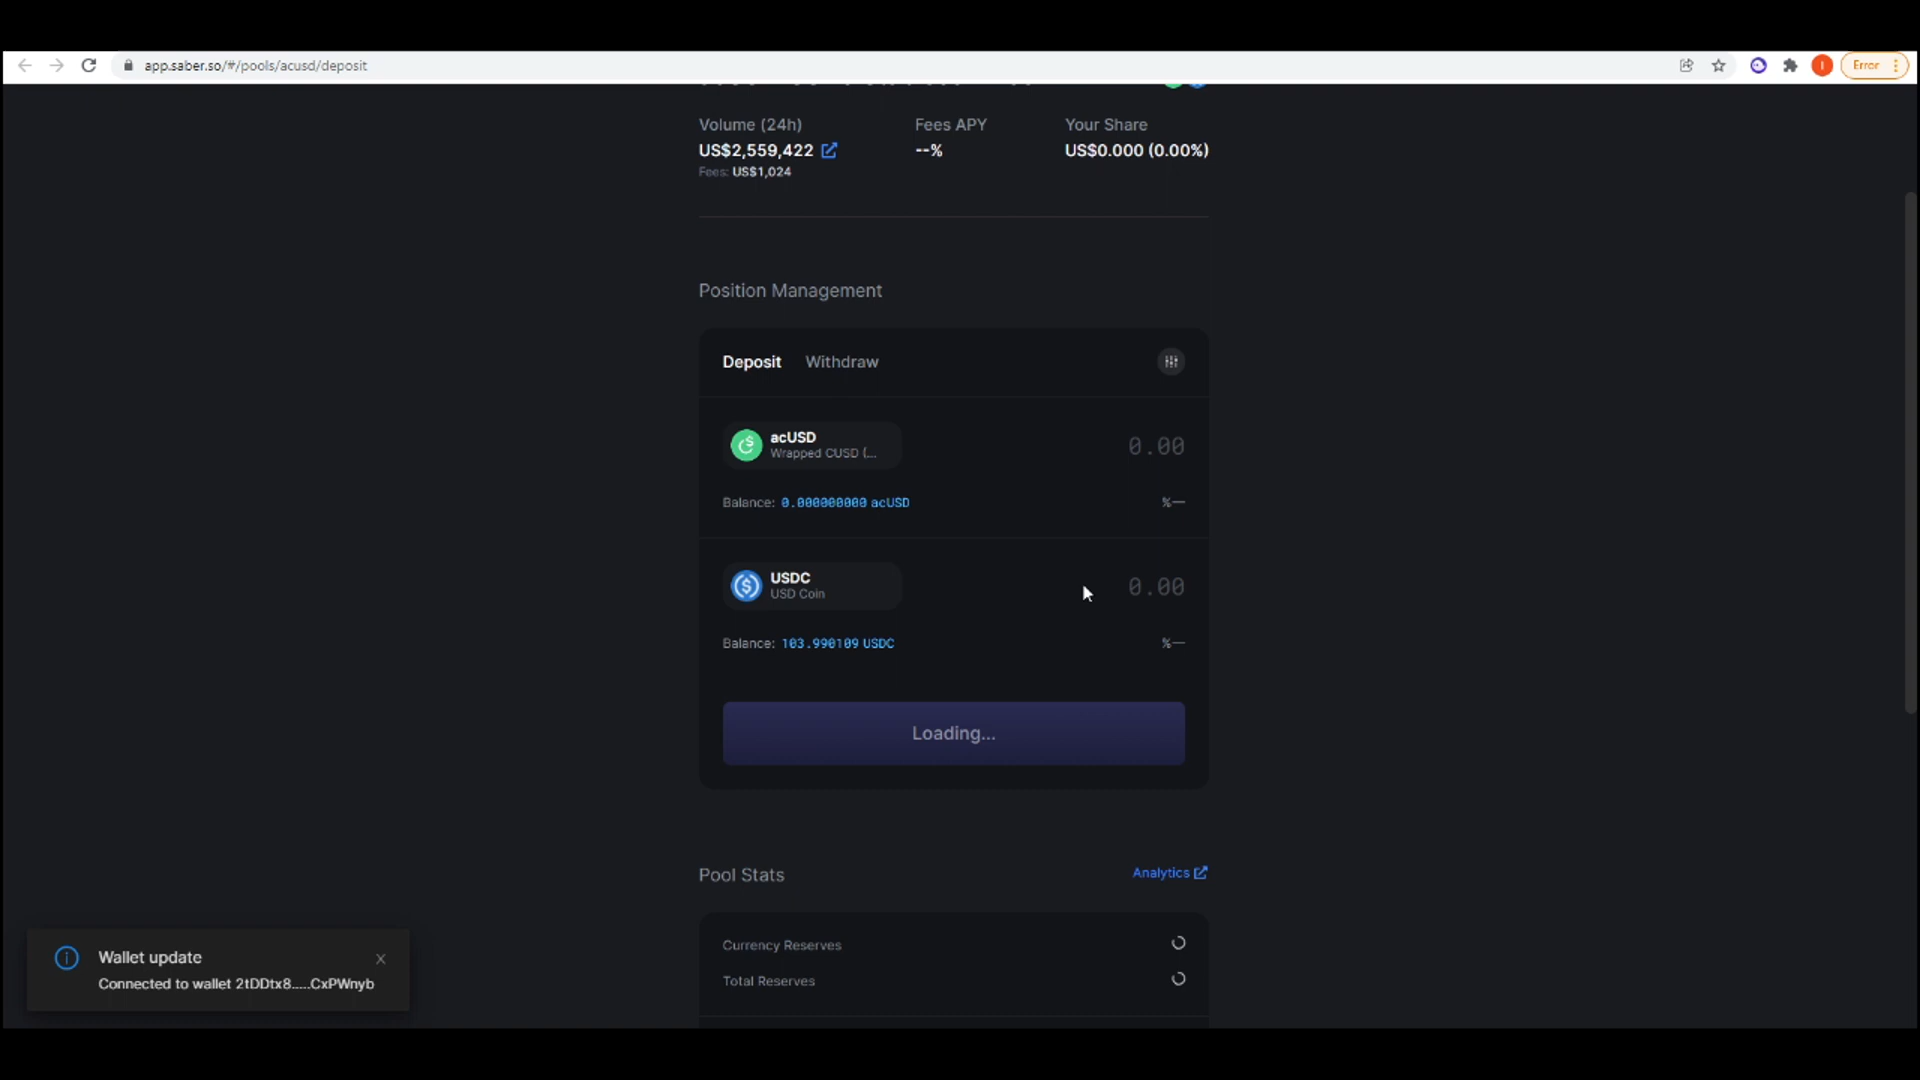 app.saber.so/#/pools/acusd/deposit
Error
Volume (24h)
Fees APY
Your Share
US$2,559,422
--%
US$0.000 (0.00%)
Fees: US$1,024
Position Management
Deposit
Withdraw
acUSD
Wrapped CUSD (...
0.00
Balance: 0.000000000 acUSD
%—
USDC
USD Coin
0.00
Balance: 103.990109 USDC
%—
Loading...
Pool Stats
Analytics
Currency Reserves
Total Reserves
Wallet update
Connected to wallet 2tDDtx8.....CxPWnyb